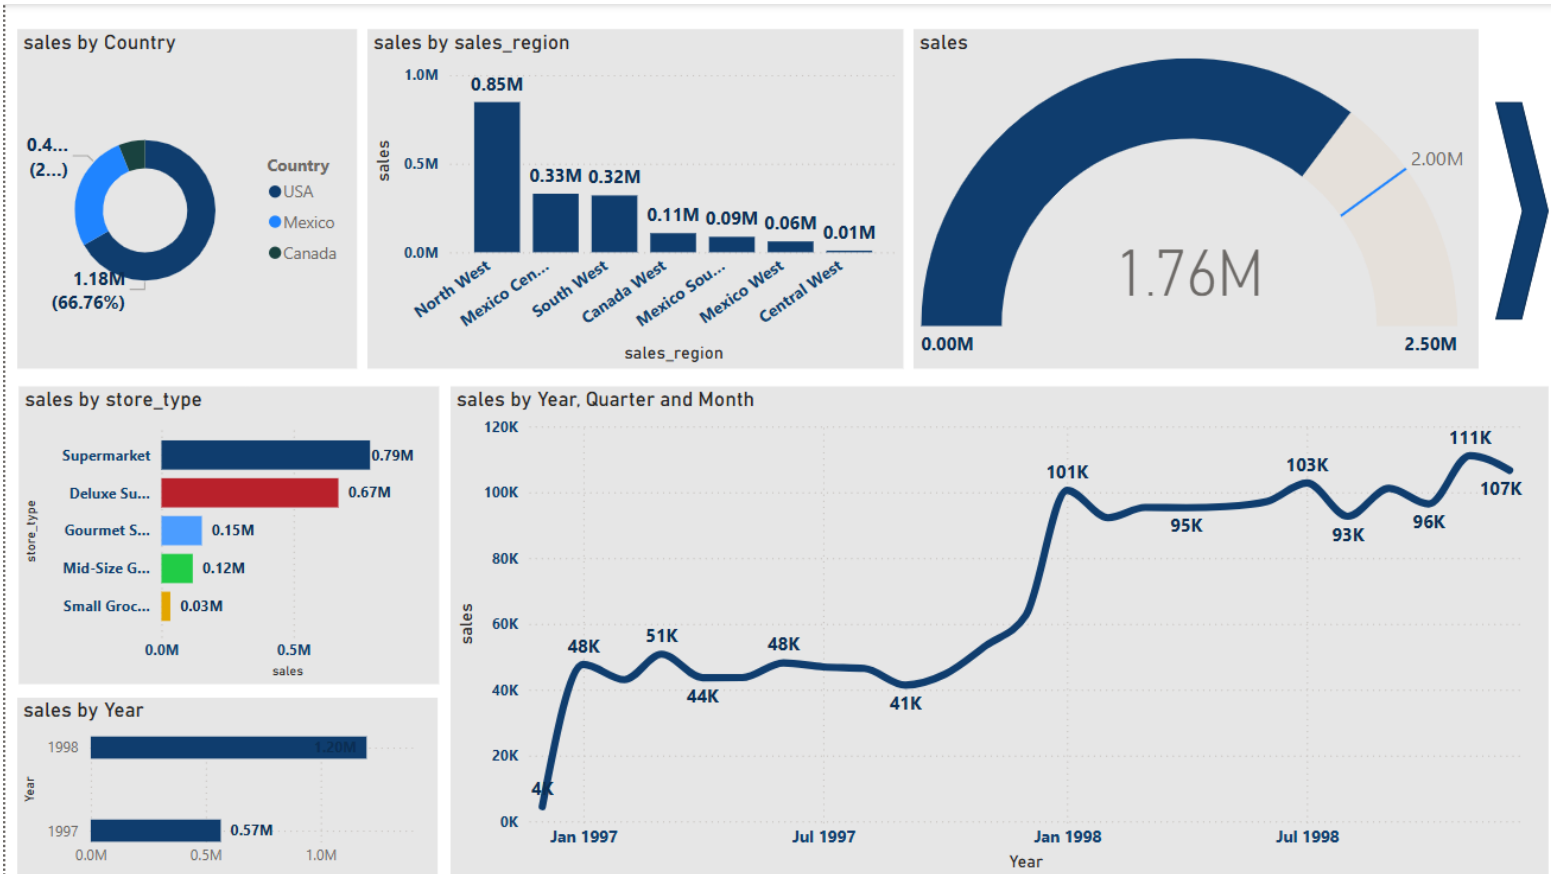 sales by Country
0.4...
(2...)
1.18M
(66.76%)
Country
USA
Mexico
Canada
sales by sales_region
sales
1.0M
0.5M
0.0M
0.85M
0.33M
0.32M
0.11M
0.09M
0.06M
0.01M
North West
Mexico Cen...
South West
Canada West
Mexico Sou...
Mexico West
Central West
sales_region
sales
2.00M
1.76M
0.00M
2.50M
sales by store_type
store_type
Supermarket
0.79M
Deluxe Su...
0.67M
Gourmet S...
0.15M
Mid-Size G...
0.12M
Small Groc...
0.03M
0.0M
0.5M
sales
sales by Year
Year
1998
1.20M
1997
0.57M
0.0M
0.5M
1.0M
sales by Year, Quarter and Month
sales
120K
100K
80K
60K
40K
20K
0K
4K
48K
51K
44K
48K
41K
101K
95K
103K
93K
96K
111K
107K
Jan 1997
Jul 1997
Jan 1998
Jul 1998
Year